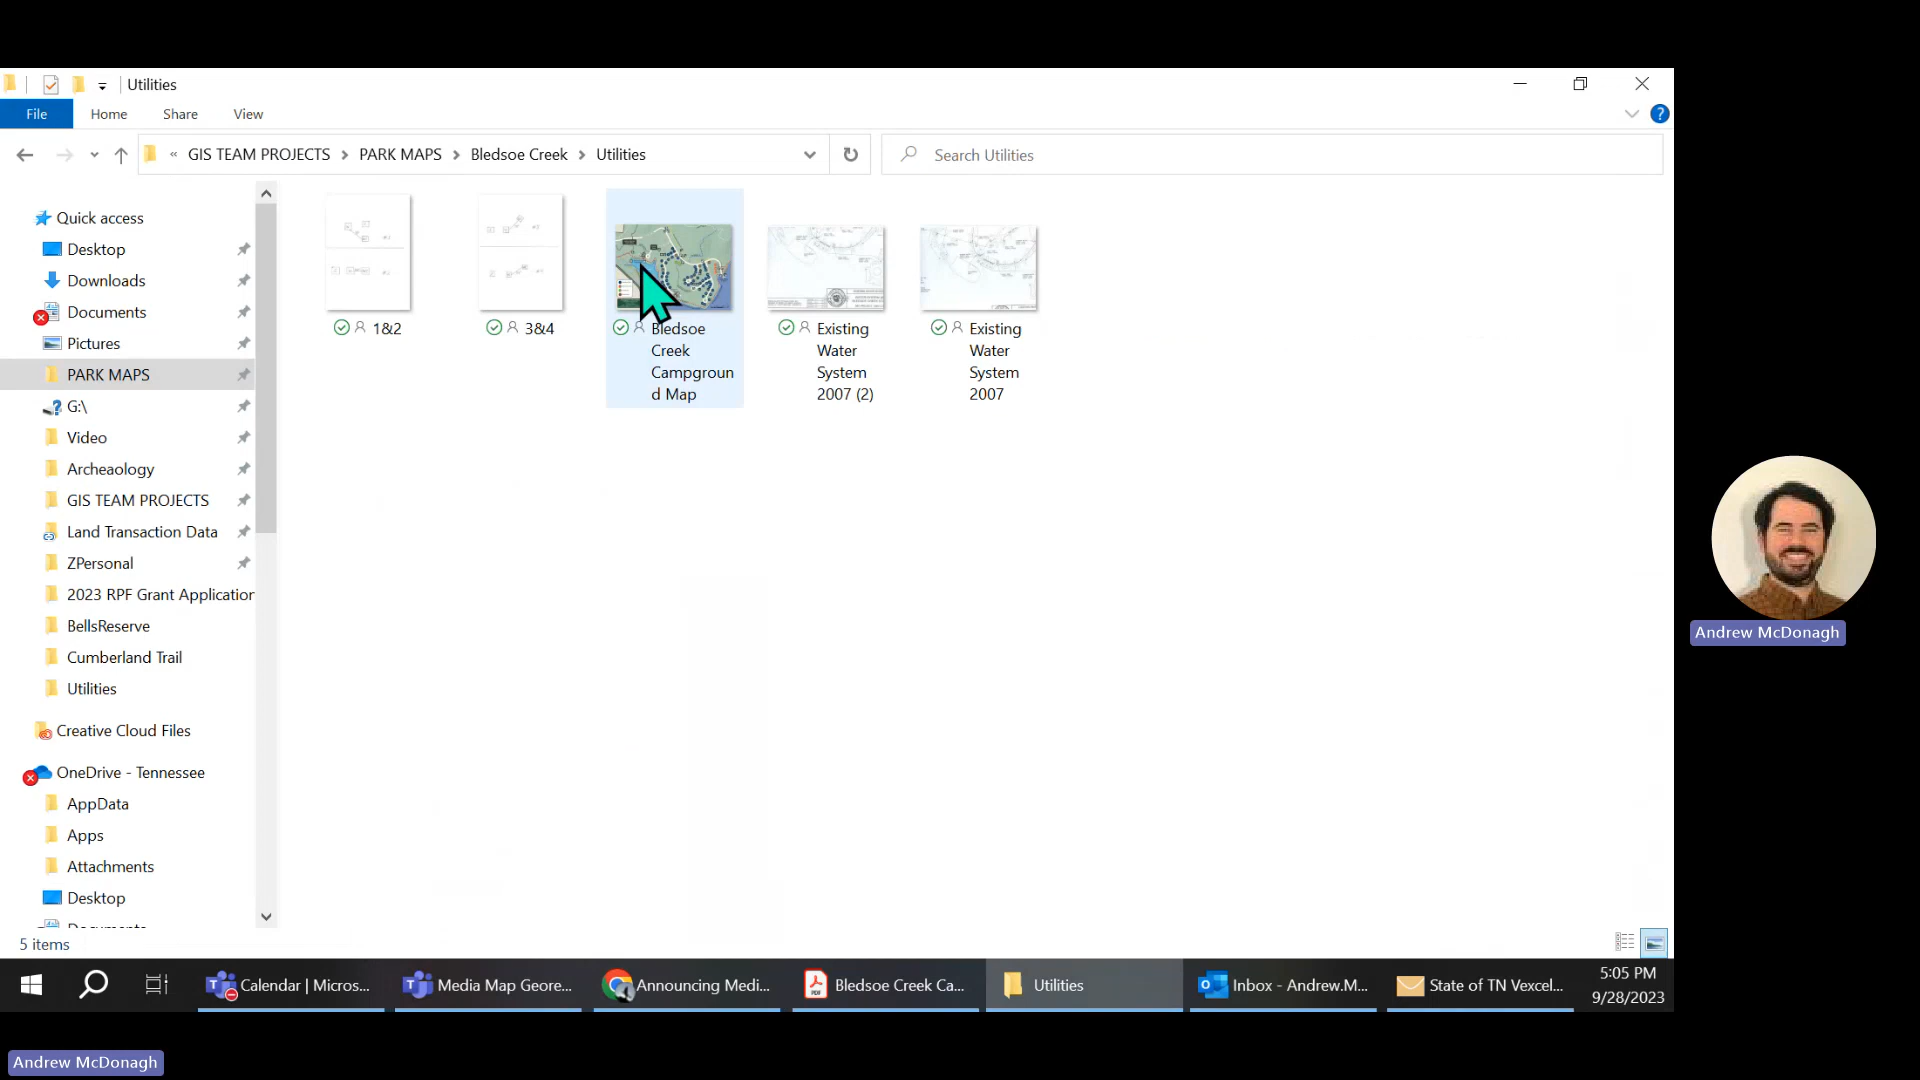 Utilities
File
Home
Share
View
« GIS TEAM PROJECTS > PARK MAPS > Bledsoe Creek > Utilities
Search Utilities
Quick access
Desktop
Downloads
Documents
Pictures
PARK MAPS
G:\
Video
Archaeology
GIS TEAM PROJECTS
Land Transaction Data
ZPersonal
2023 RPF Grant Application
BellsReserve
Cumberland Trail
Utilities
Creative Cloud Files
OneDrive - Tennessee
AppData
Apps
Attachments
Desktop
Documents
1&2
3&4
Bledsoe
Creek
Campgroun
d Map
Existing
Water
System
2007 (2)
Existing
Water
System
2007
5 items
Calendar | Micros...
Media Map Geore...
Announcing Medi...
Bledsoe Creek Ca...
Utilities
Inbox - Andrew.M...
State of TN Vexcel...
5:05 PM
9/28/2023
Andrew McDonagh
Andrew McDonagh